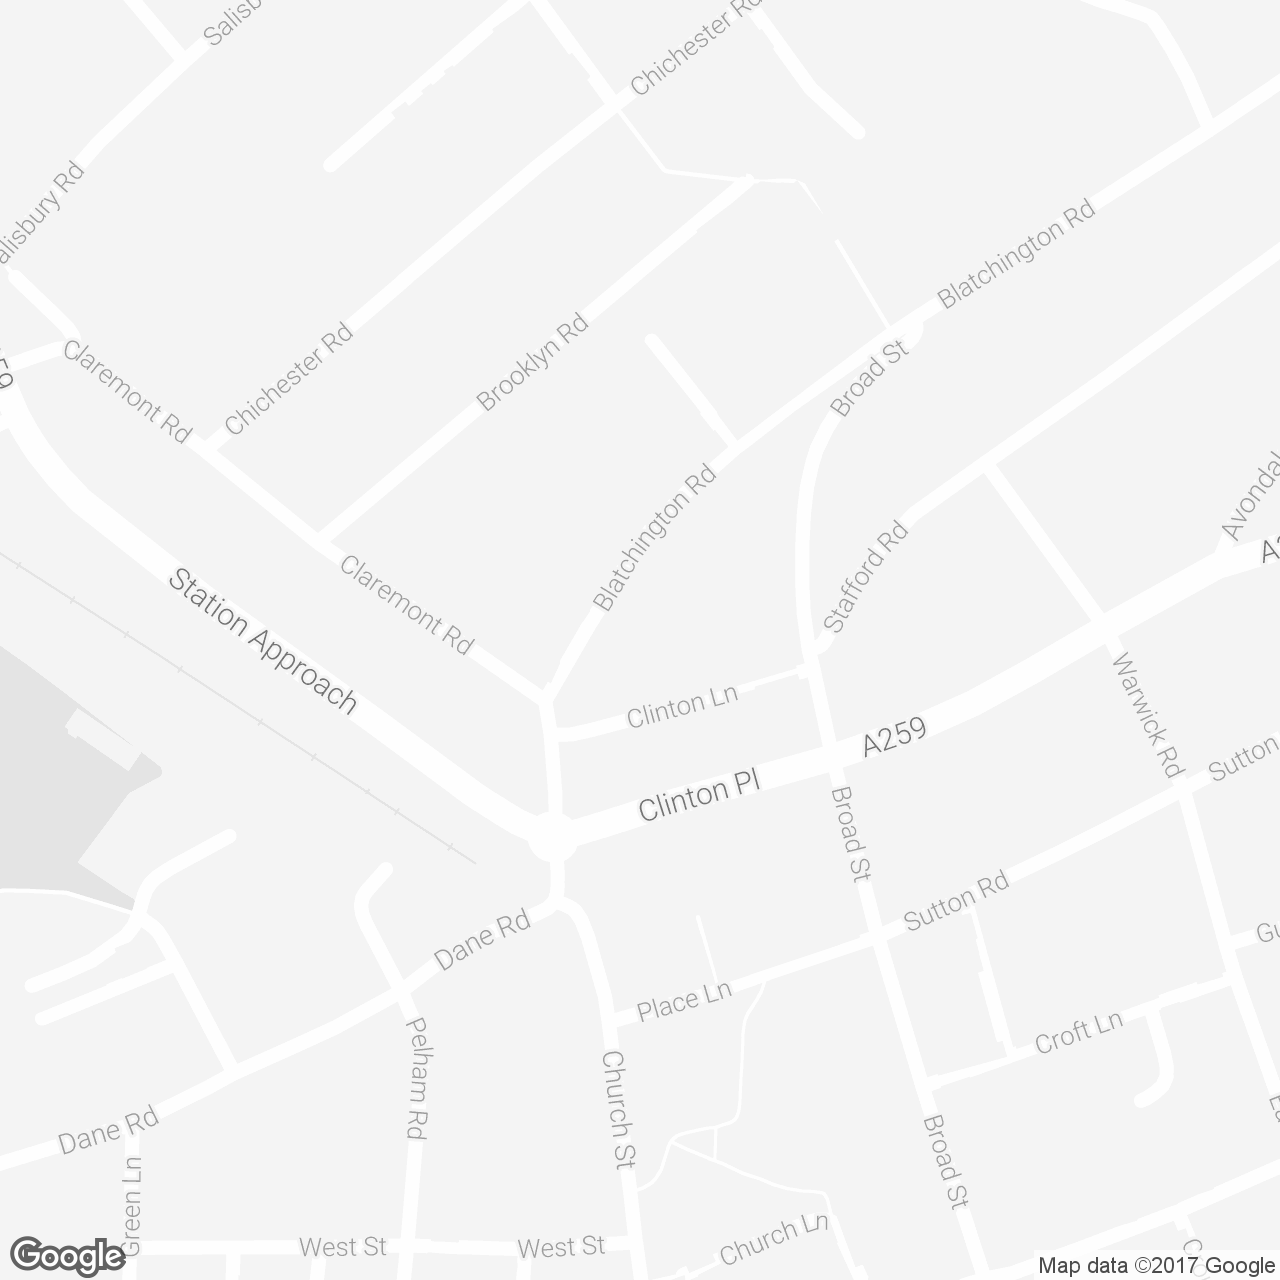 Salisbury Rd
Chichester Rd
Salisbury Rd
Blatchington Rd
Chichester Rd
Brooklyn Rd
Claremont Rd
Broad St
Blatchington Rd
Stafford Rd
Claremont Rd
Station Approach
Clinton Ln
A259
Warwick Rd
Clinton Pl
Sutton
Broad St
Sutton Rd
Dane Rd
Place Ln
Croft Ln
Pelham Rd
Church St
Dane Rd
Broad St
Green Ln
West St
West St
Church Ln
Google
Map data ©2017 Google